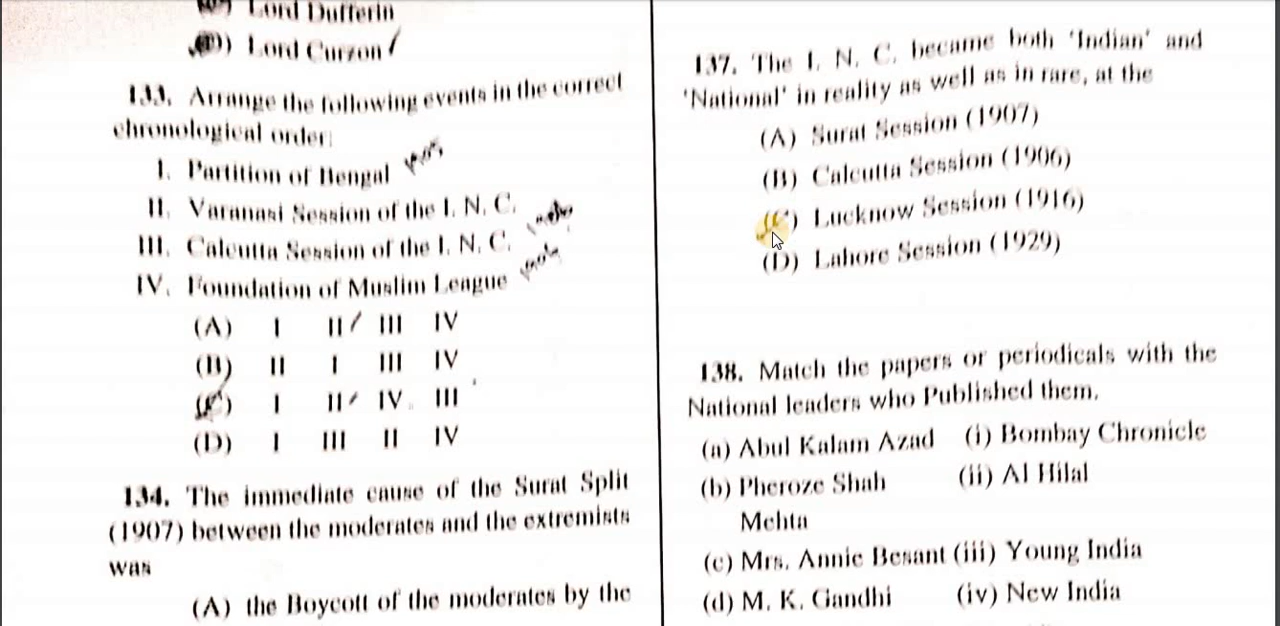 Lord Dufferin
Lord Curzon
133. Arrange the following events in the correct
chronological order:
I. Partition of Bengal
II. Varanasi Session of the I. N. C.
III. Calcutta Session of the I. N. C.
IV. Foundation of Muslim League
(A) I II III IV
(B) II I III IV
(C) I II IV III
(D) I III II IV
134. The immediate cause of the Surat Split
(1907) between the moderates and the extremists
was
(A) the Boycott of the moderates by the
137. The I. N. C. became both 'Indian' and
'National' in reality as well as in rare, at the
(A) Surat Session (1907)
(B) Calcutta Session (1906)
(C) Lucknow Session (1916)
(D) Lahore Session (1929)
138. Match the papers or periodicals with the
National leaders who Published them.
(a) Abul Kalam Azad (i) Bombay Chronicle
(b) Pheroze Shah (ii) Al Hilal
Mehta
(c) Mrs. Annie Besant (iii) Young India
(d) M. K. Gandhi (iv) New India